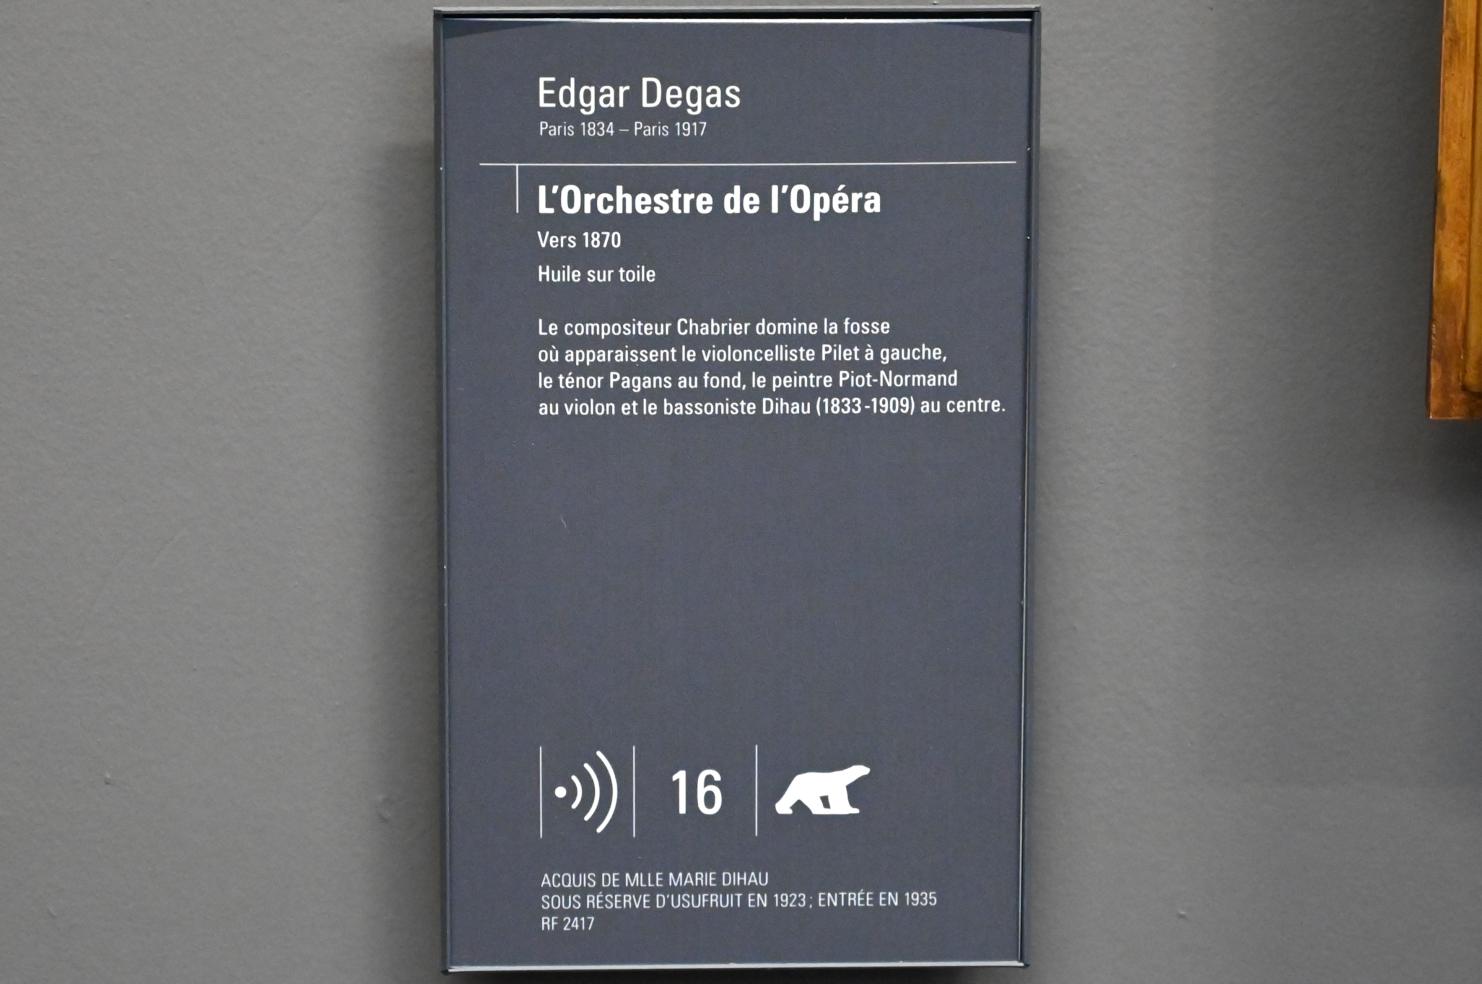 Edgar Degas
Paris 1834 – Paris 1917
L'Orchestre de l'Opéra
Vers 1870
Huile sur toile
Le compositeur Chabrier domine la fosse
où apparaissent le violoncelliste Pilet à gauche,
le ténor Pagans au fond, le peintre Piot-Normand
au violon et le bassoniste Dihau (1833-1909) au centre.
16
ACQUIS DE MLLE MARIE DIHAU
SOUS RÉSERVE D'USUFRUIT EN 1923 ; ENTRÉE EN 1935
RF 2417